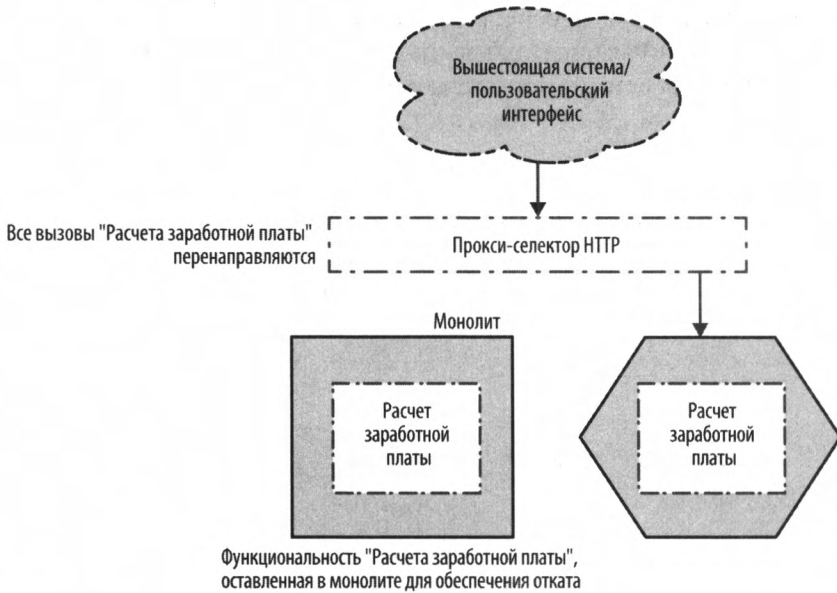 Вышестоящая система/
пользовательский
интерфейс
Все вызовы "Расчета заработной платы"
перенаправляются
Прокси-селектор HTTP
Монолит
Расчет
заработной
платы
Расчет
заработной
платы
Функциональность "Расчета заработной платы",
оставленная в монолите для обеспечения отката